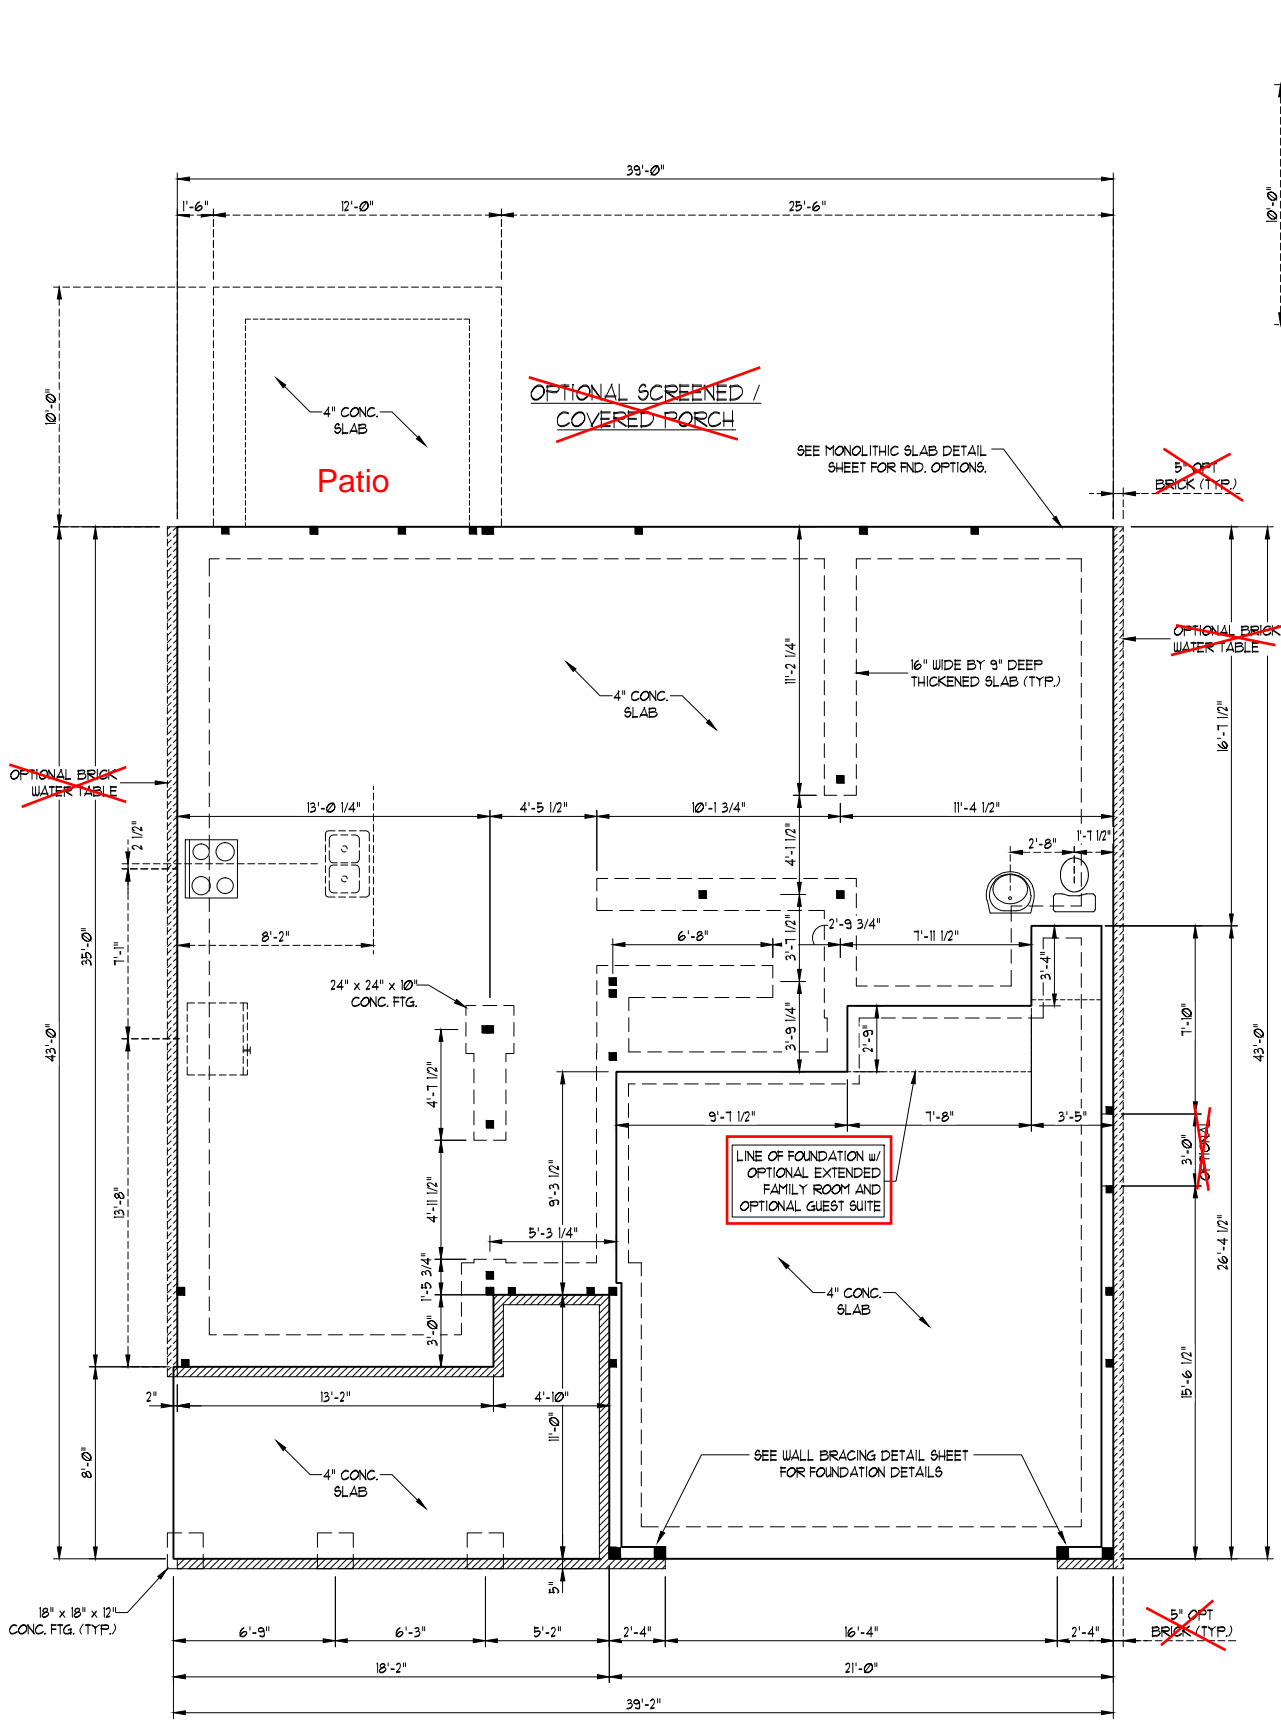 39'-0"
1'-6"
12'-0"
25'-6"
10'-0"
10'-0"
OPTIONAL SCREENED /
COVERED PORCH
4" CONC.
SLAB
Patio
SEE MONOLITHIC SLAB DETAIL
SHEET FOR FND. OPTIONS.
5" OPT
BRICK (TYP.)
OPTIONAL BRICK
WATER TABLE
11'-2 1/4"
16" WIDE BY 9" DEEP
THICKENED SLAB (TYP.)
4" CONC.
SLAB
16'-7 1/2"
OPTIONAL BRICK
WATER TABLE
13'-0 1/4"
4'-5 1/2"
10'-1 3/4"
11'-4 1/2"
2 1/2"
4'-1 1/2"
2'-8"
1'-7 1/2"
8'-2"
6'-8"
3'-7 1/2"
2'-9 3/4"
7'-11 1/2"
3'-4"
35'-0"
7'-1"
24" x 24" x 10"
CONC. FTG.
43'-0"
3'-9 1/4"
2'-9"
7'-10"
43'-0"
4'-7 1/2"
9'-7 1/2"
7'-8"
3'-5"
3'-0"
OPTIONAL
LINE OF FOUNDATION w/
OPTIONAL EXTENDED
FAMILY ROOM AND
OPTIONAL GUEST SUITE
13'-8"
4'-11 1/2"
9'-3 1/2"
5'-3 1/4"
26'-4 1/2"
1'-5 3/4"
4" CONC.
SLAB
3'-0"
15'-6 1/2"
2"
13'-2"
4'-10"
11'-0"
8'-0"
4" CONC.
SLAB
SEE WALL BRACING DETAIL SHEET
FOR FOUNDATION DETAILS
5"
18" x 18" x 12"
CONC. FTG. (TYP.)
5" OPT
BRICK (TYP.)
6'-9"
6'-3"
5'-2"
2'-4"
16'-4"
2'-4"
18'-2"
21'-0"
39'-2"